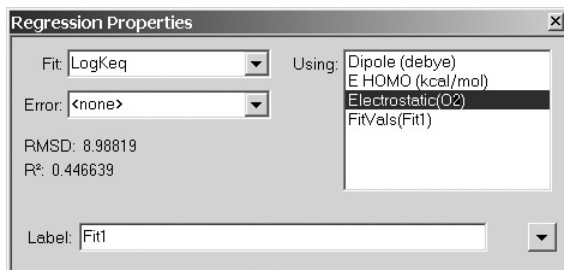 Regression Properties
Fit: LogKeq
Using:
Dipole (debye)
E HOMO (kcal/mol)
Electrostatic(O2)
FitVals(Fit1)
Error: <none>
RMSD: 8.98819
R²: 0.446639
Label: Fit1